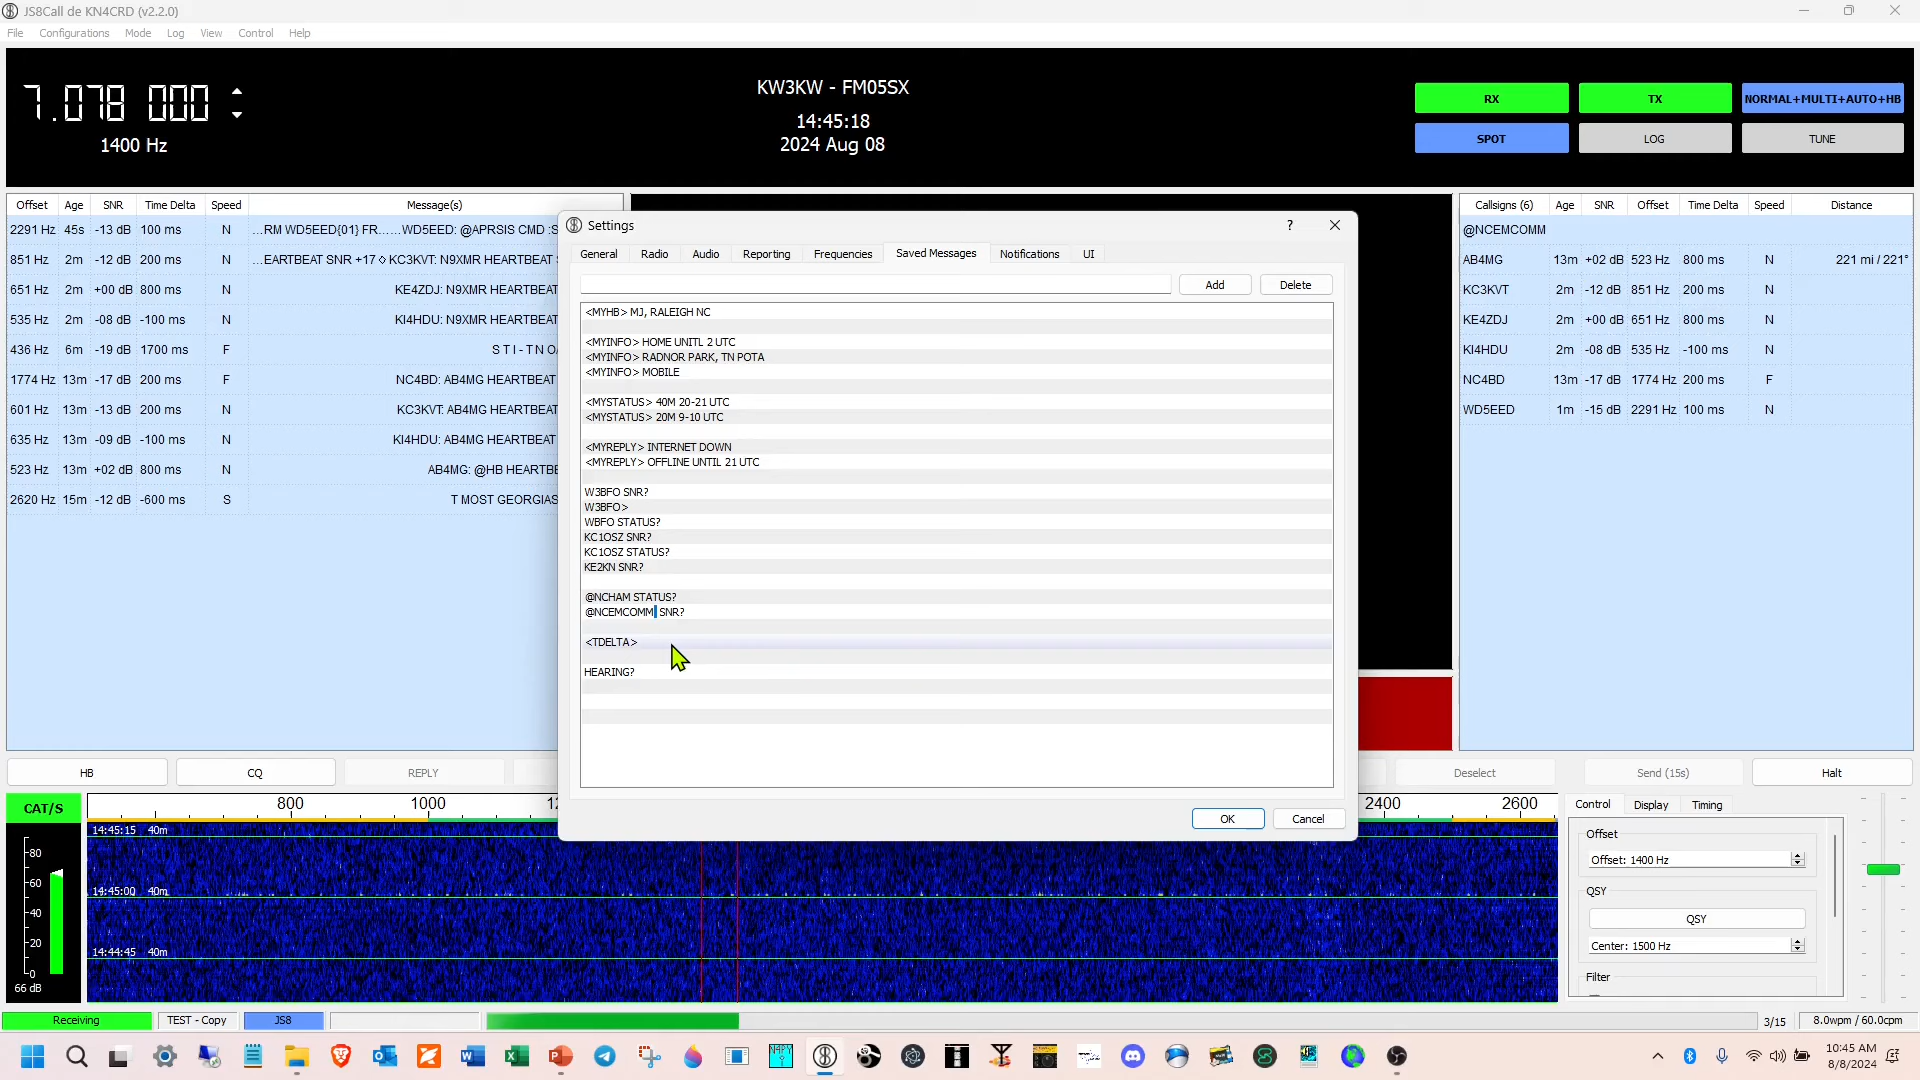 JS8Call de KN4CRD (v2.2.0)
File Configurations Mode Log View Control Help
7.078 000
1400 Hz
KW3KW - FM05SX
14:45:18
2024 Aug 08
RX TX NORMAL+MULTI+AUTO+HB
SPOT LOG TUNE
Offset Age SNR Time Delta Speed Message(s)
2291 Hz 45s -13 dB 100 ms N ...RM WD5EED{01} FR......WD5EED: @APRSIS CMD :S
851 Hz 2m -12 dB 200 ms N ...EARTBEAT SNR +17 ◇ KC3KVT: N9XMR HEARTBEAT
651 Hz 2m +00 dB 800 ms N KE4ZDJ: N9XMR HEARTBEAT
535 Hz 2m -08 dB -100 ms N KI4HDU: N9XMR HEARTBEAT
436 Hz 6m -19 dB 1700 ms F S T I - T N O
1774 Hz 13m -17 dB 200 ms F NC4BD: AB4MG HEARTBEAT
601 Hz 13m -13 dB 200 ms N KC3KVT: AB4MG HEARTBEAT
635 Hz 13m -09 dB -100 ms N KI4HDU: AB4MG HEARTBEAT
523 Hz 13m +02 dB 800 ms N AB4MG: @HB HEARTBE
2620 Hz 15m -12 dB -600 ms S T MOST GEORGIAS
Settings ?
General Radio Audio Reporting Frequencies Saved Messages Notifications UI
Add Delete
<MYHB> MJ, RALEIGH NC
<MYINFO> HOME UNITL 2 UTC
<MYINFO> RADNOR PARK, TN POTA
<MYINFO> MOBILE
<MYSTATUS> 40M 20-21 UTC
<MYSTATUS> 20M 9-10 UTC
<MYREPLY> INTERNET DOWN
<MYREPLY> OFFLINE UNTIL 21 UTC
W3BFO SNR?
W3BFO>
WBFO STATUS?
KC1OSZ SNR?
KC1OSZ STATUS?
KE2KN SNR?
@NCHAM STATUS?
@NCEMCOMM SNR?
<TDELTA>
HEARING?
OK Cancel
Callsigns (6) Age SNR Offset Time Delta Speed Distance
@NCEMCOMM
AB4MG 13m +02 dB 523 Hz 800 ms N 221 mi / 221°
KC3KVT 2m -12 dB 851 Hz 200 ms N
KE4ZDJ 2m +00 dB 651 Hz 800 ms N
KI4HDU 2m -08 dB 535 Hz -100 ms N
NC4BD 13m -17 dB 1774 Hz 200 ms F
WD5EED 1m -15 dB 2291 Hz 100 ms N
HB CQ REPLY Deselect Send (15s) Halt
CAT/S
-80
-60
-40
-20
-0
66 dB
800 1000 12 2400 2600
14:45:15 40m
14:45:00 40m
14:44:45 40m
Control Display Timing
Offset
Offset: 1400 Hz
QSY
QSY
Center: 1500 Hz
Filter
Receiving TEST - Copy JS8 3/15 8.0wpm / 60.0cpm
N4PY
10:45 AM
8/8/2024